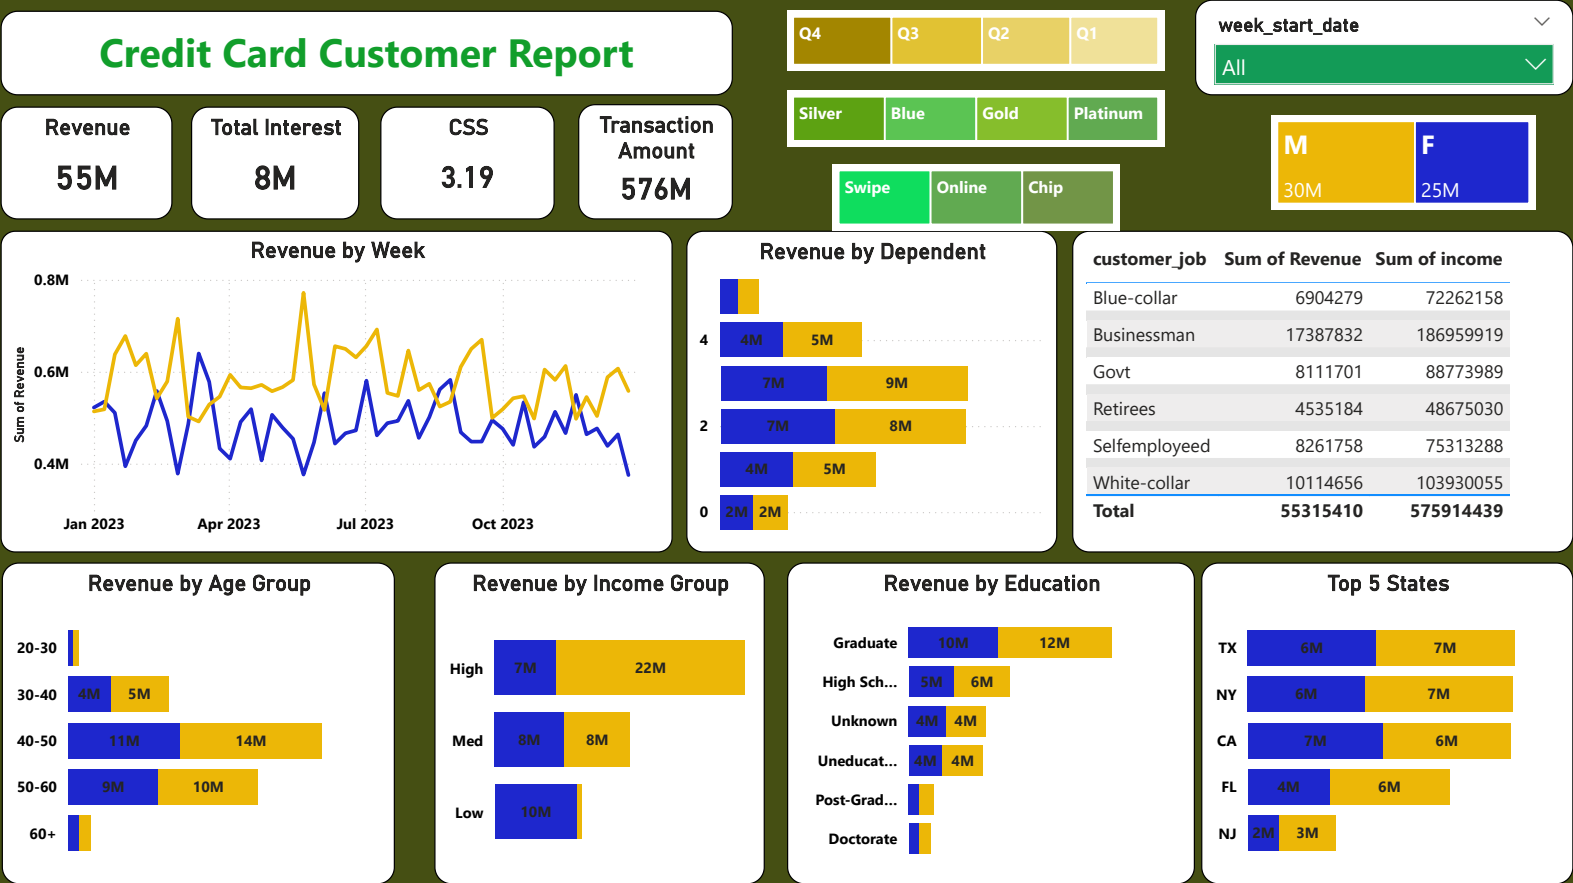 Credit Card Customer Report
Q4 Q3 Q2 Q1
week_start_date
All
Silver Blue Gold Platinum
Swipe Online Chip
M F
30M 25M
Revenue
55M
Total Interest
8M
CSS
3.19
Transaction
Amount
576M
Revenue by Week
Sum of Revenue
0.8M
0.6M
0.4M
Jan 2023 Apr 2023 Jul 2023 Oct 2023
Revenue by Dependent
4 4M 5M
7M 9M
2 7M 8M
4M 5M
0 2M 2M
customer_job Sum of Revenue Sum of income
Blue-collar 6904279 72262158
Businessman 17387832 186959919
Govt 8111701 88773989
Retirees 4535184 48675030
Selfemployeed 8261758 75313288
White-collar 10114656 103930055
Total 55315410 575914439
Revenue by Age Group
20-30
30-40 4M 5M
40-50 11M 14M
50-60 9M 10M
60+
Revenue by Income Group
High 7M 22M
Med 8M 8M
Low 10M
Revenue by Education
Graduate 10M 12M
High Sch... 5M 6M
Unknown 4M 4M
Uneducat... 4M 4M
Post-Grad...
Doctorate
Top 5 States
TX 6M 7M
NY 6M 7M
CA 7M 6M
FL 4M 6M
NJ 2M 3M